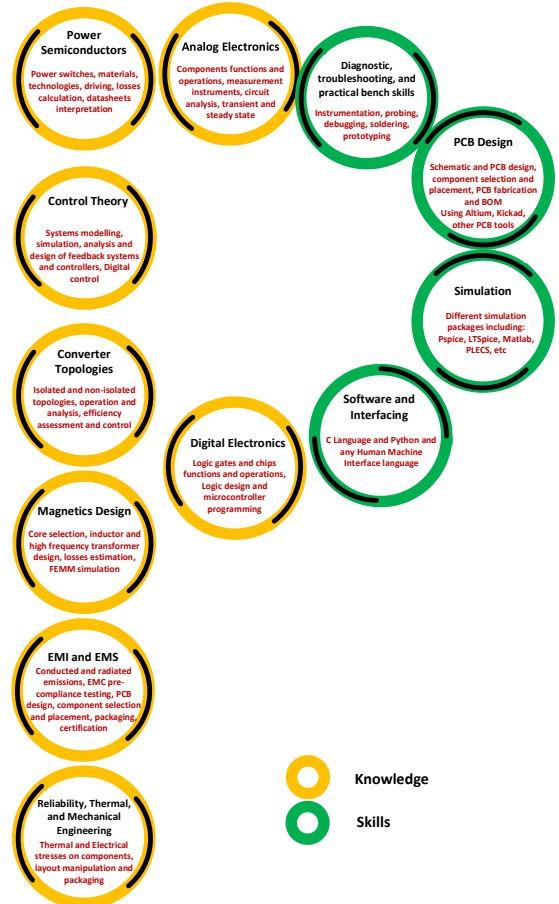 Power
Semiconductors
Power switches, materials,
technologies, driving, losses
calculation, datasheets
interpretation
Analog Electronics
Components functions and
operations, measurement
instruments, circuit
analysis, transient and
steady state
Diagnostic,
troubleshooting, and
practical bench skills
Instrumentation, probing,
debugging, soldering,
prototyping
PCB Design
Schematic and PCB design,
component selection and
placement, PCB fabrication
and BOM
Using Altium, Kickad,
other PCB tools
Control Theory
Systems modelling,
simulation, analysis and
design of feedback systems
and controllers, Digital
control
Simulation
Different simulation
packages including:
Pspice, LTSpice, Matlab,
PLECS, etc
Converter
Topologies
Isolated and non-isolated
topologies, operation and
analysis, efficiency
assessment and control
Software and
Interfacing
C Language and Python and
any Human Machine
Interface language
Digital Electronics
Logic gates and chips
functions and operations,
Logic design and
microcontroller
programming
Magnetics Design
Core selection, inductor and
high frequency transformer
design, losses estimation,
FEMM simulation
EMI and EMS
Conducted and radiated
emissions, EMC pre-
compliance testing, PCB
design, component selection
and placement, packaging,
certification
Reliability, Thermal,
and Mechanical
Engineering
Thermal and Electrical
stresses on components,
layout manipulation and
packaging
Knowledge
Skills